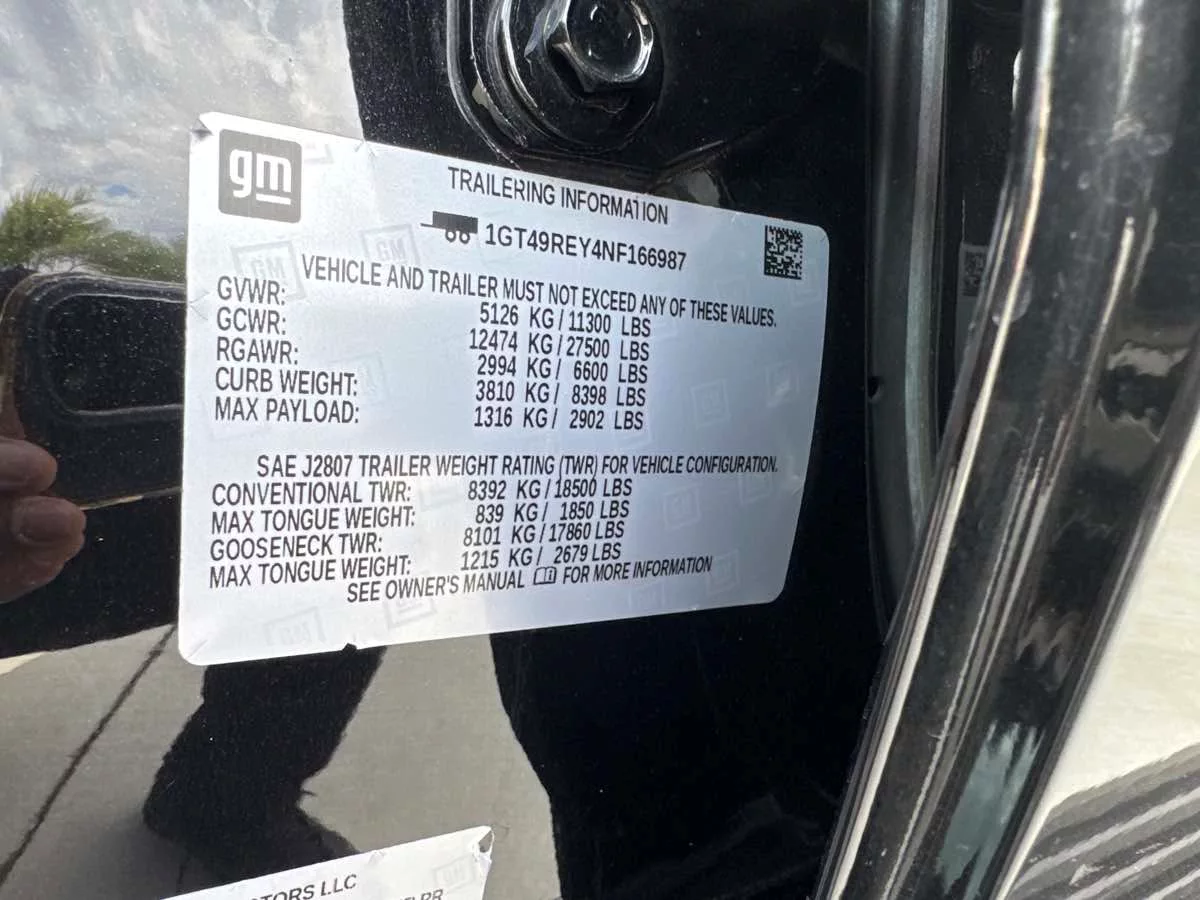 gm
TRAILERING INFORMATION
1GT49REY4NF166987
VEHICLE AND TRAILER MUST NOT EXCEED ANY OF THESE VALUES.
GVWR: 5126 KG / 11300 LBS
GCWR: 12474 KG / 27500 LBS
RGAWR: 2994 KG / 6600 LBS
CURB WEIGHT: 3810 KG / 8398 LBS
MAX PAYLOAD: 1316 KG / 2902 LBS
SAE J2807 TRAILER WEIGHT RATING (TWR) FOR VEHICLE CONFIGURATION.
CONVENTIONAL TWR: 8392 KG / 18500 LBS
MAX TONGUE WEIGHT: 839 KG / 1850 LBS
GOOSENECK TWR: 8101 KG / 17860 LBS
MAX TONGUE WEIGHT: 1215 KG / 2679 LBS
SEE OWNER'S MANUAL FOR MORE INFORMATION
LLC